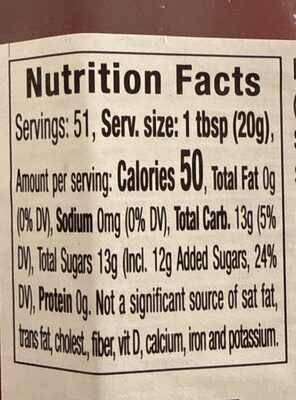 Nutrition Facts
Servings: 51, Serv. size: 1 tbsp (20g),
Amount per serving: Calories 50, Total Fat 0g
(0% DV), Sodium 0mg (0% DV), Total Carb. 13g (5%
DV), Total Sugars 13g (Incl. 12g Added Sugars, 24%
DV), Protein 0g. Not a significant source of sat fat,
trans fat, cholest., fiber, vit D, calcium, iron and potassium.